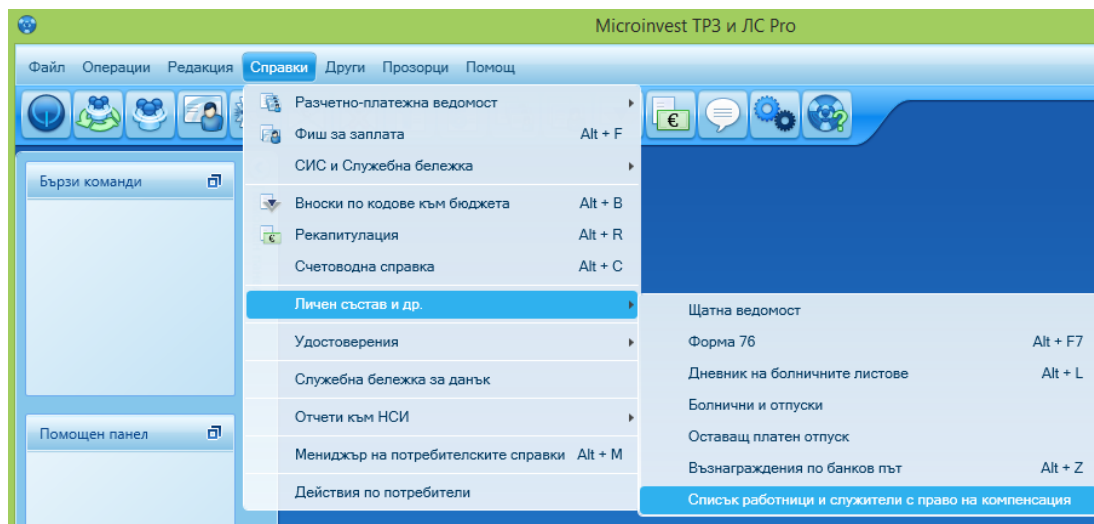 Microinvest ТРЗ и ЛС Pro
Файл Операции Редакция Справки Други Прозорци Помощ
€
Бързи команди
Помощен панел
Разчетно-платежна ведомост
Фиш за заплата Alt + F
СИС и Служебна бележка
Вноски по кодове към бюджета Alt + B
Рекапитулация Alt + R
Счетоводна справка Alt + C
Личен състав и др.
Удостоверения
Служебна бележка за данък
Отчети към НСИ
Мениджър на потребителските справки Alt + M
Действия по потребители
Щатна ведомост
Форма 76 Alt + F7
Дневник на болничните листове Alt + L
Болнични и отпуски
Оставащ платен отпуск
Възнаграждения по банков път Alt + Z
Списък работници и служители с право на компенсация